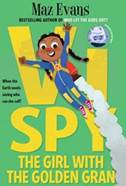 Maz Evans
BESTSELLING AUTHOR OF WHO LET THE GODS OUT?
VI
SPY
When the
Earth needs
saving who
can she call?
THE GIRL WITH
THE GOLDEN GRAN